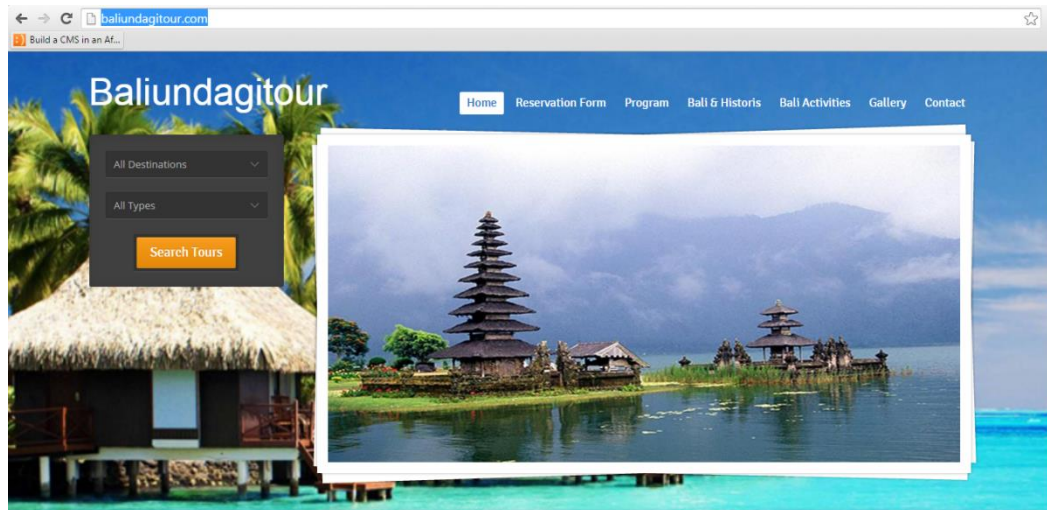 baliundagitour.com
Build a CMS in an Af...
Baliundagitour
Home Reservation Form Program Bali & Historis Bali Activities Gallery Contact
All Destinations
All Types
Search Tours